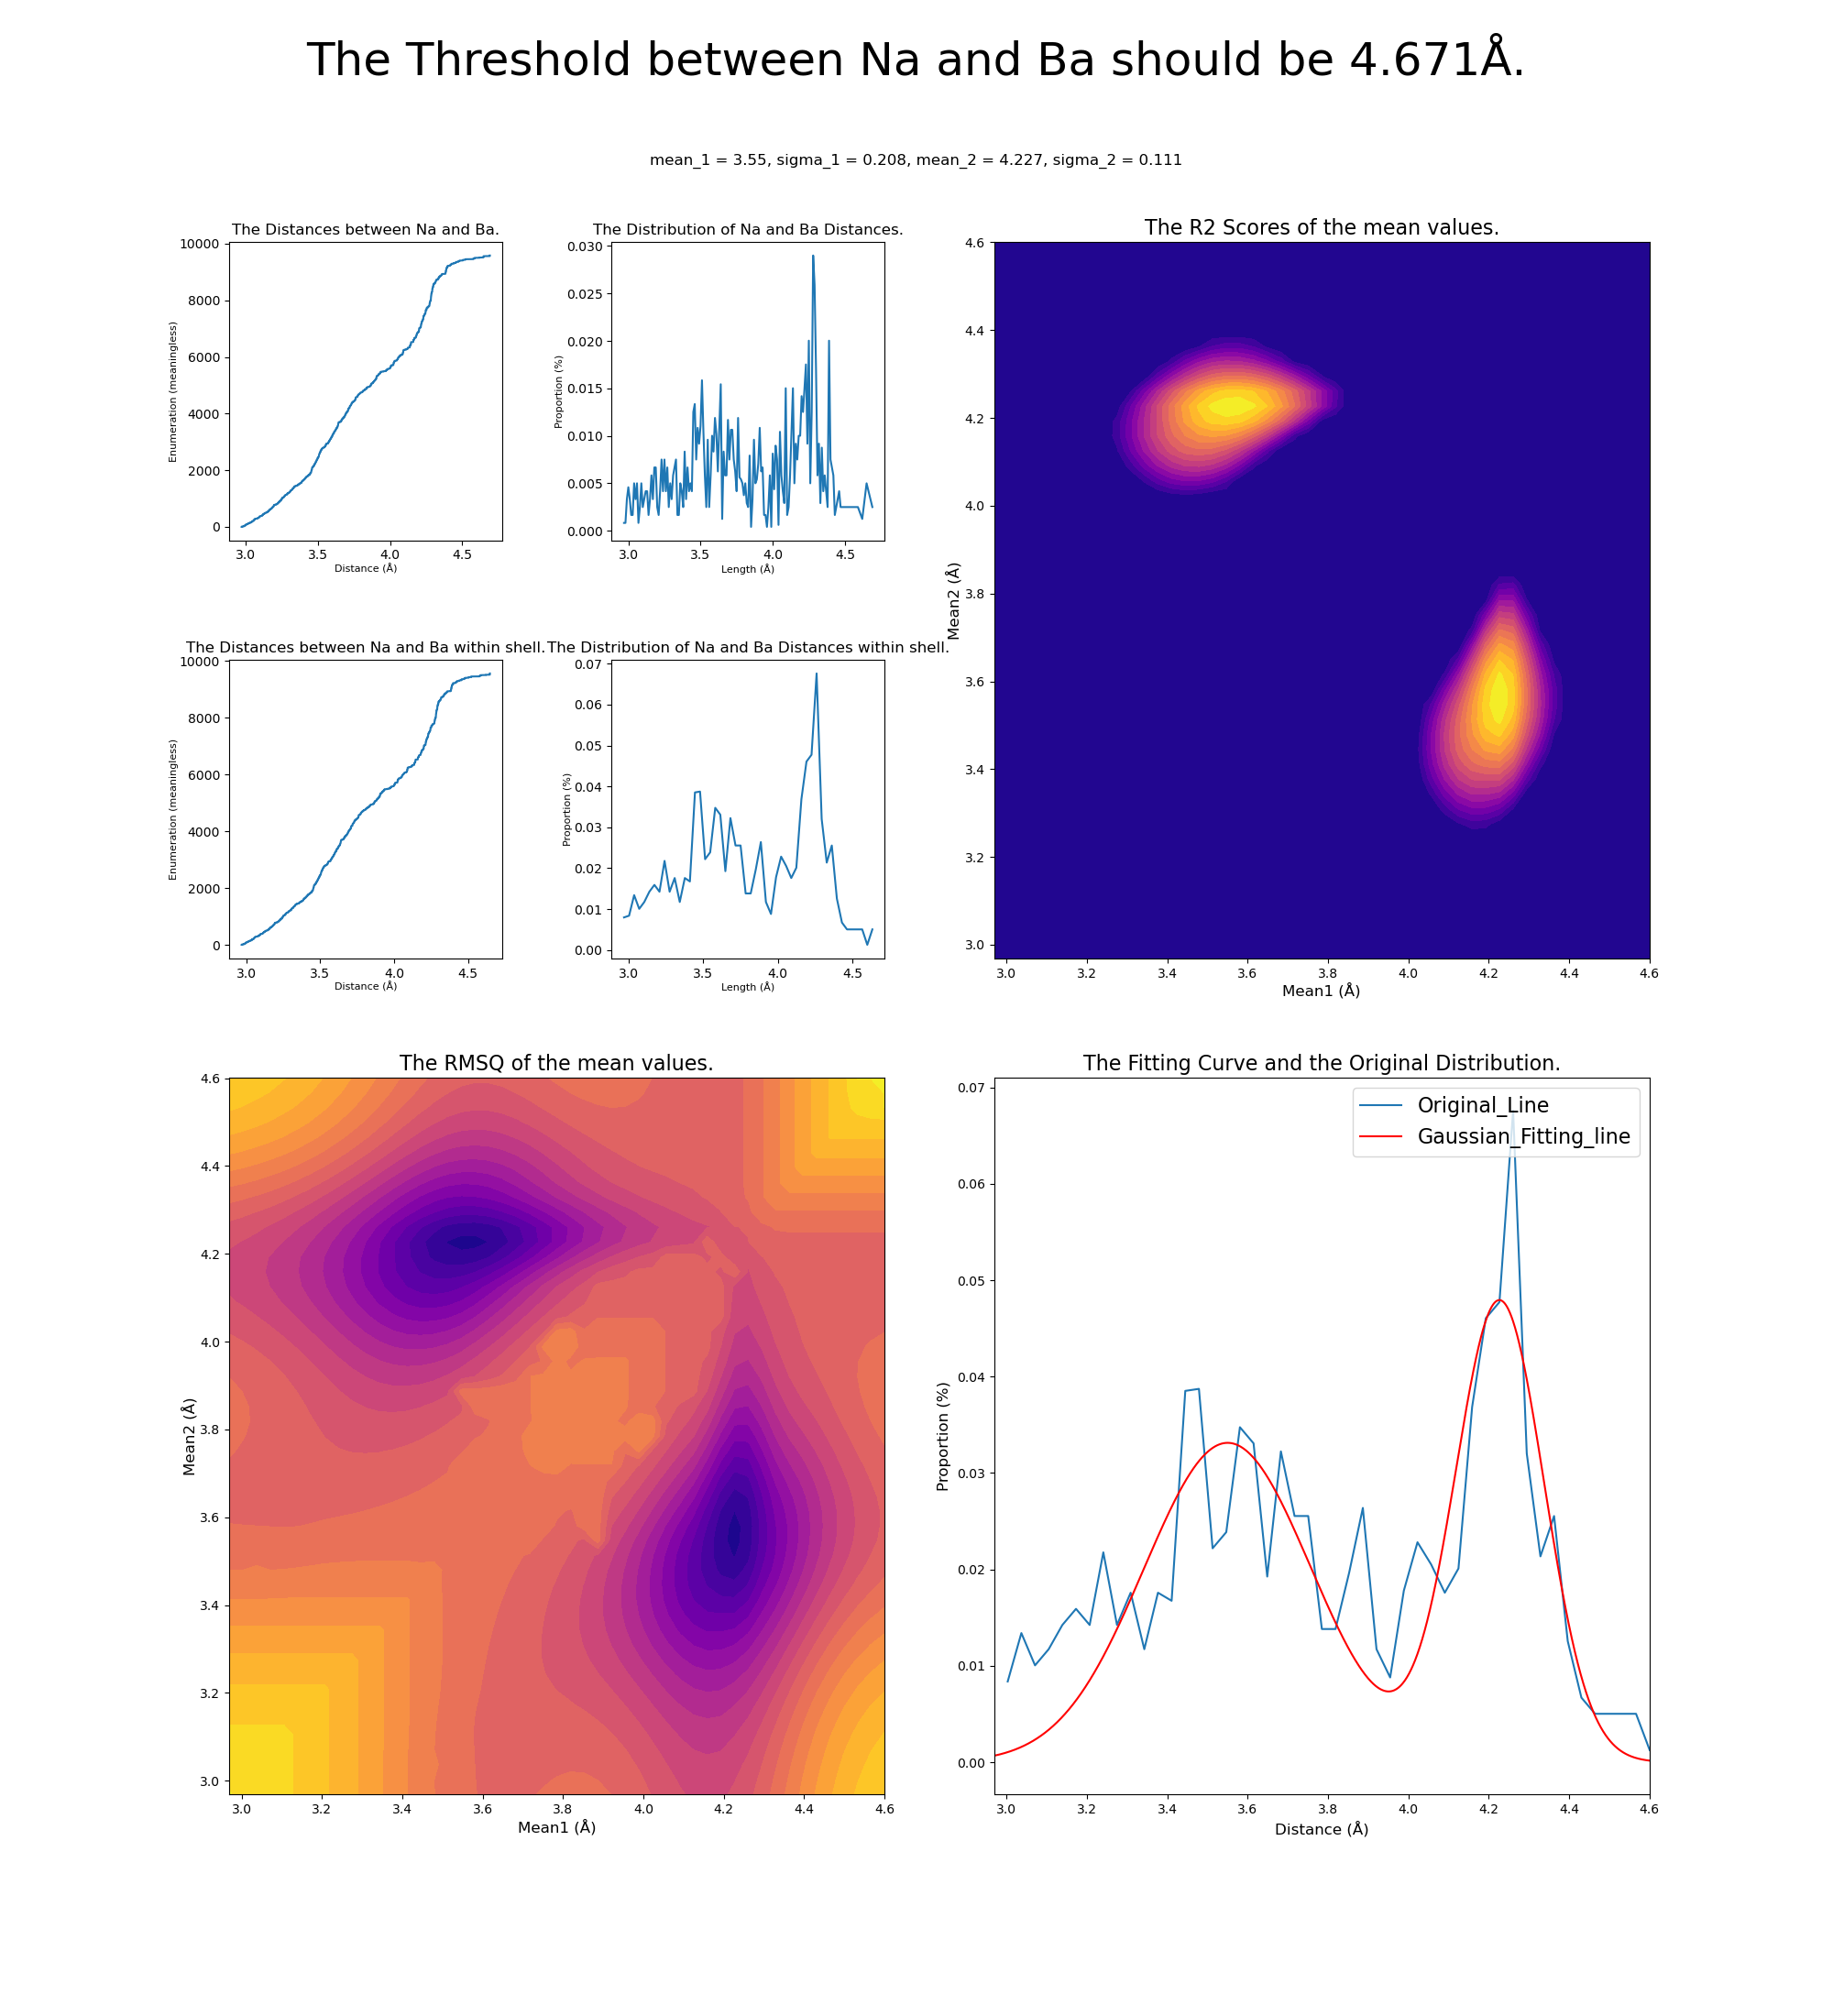 The Threshold between Na and Ba should be 4.671Å.
mean_1 = 3.55, sigma_1 = 0.208, mean_2 = 4.227, sigma_2 = 0.111
The Distances between Na and Ba.
10000
8000
6000
4000
2000
0
Enumeration (meaningless)
3.0 3.5 4.0 4.5
Distance (Å)
The Distribution of Na and Ba Distances.
0.030
0.025
0.020
0.015
0.010
0.005
0.000
Proportion (%)
3.0 3.5 4.0 4.5
Length (Å)
The R2 Scores of the mean values.
4.6
4.4
4.2
4.0
3.8
3.6
3.4
3.2
3.0
Mean2 (Å)
3.0 3.2 3.4 3.6 3.8 4.0 4.2 4.4 4.6
Mean1 (Å)
The Distances between Na and Ba within shell.
10000
8000
6000
4000
2000
0
Enumeration (meaningless)
3.0 3.5 4.0 4.5
Distance (Å)
The Distribution of Na and Ba Distances within shell.
0.07
0.06
0.05
0.04
0.03
0.02
0.01
0.00
Proportion (%)
3.0 3.5 4.0 4.5
Length (Å)
The RMSQ of the mean values.
4.6
4.4
4.2
4.0
3.8
3.6
3.4
3.2
3.0
Mean2 (Å)
3.0 3.2 3.4 3.6 3.8 4.0 4.2 4.4 4.6
Mean1 (Å)
The Fitting Curve and the Original Distribution.
Original_Line
Gaussian_Fitting_line
0.07
0.06
0.05
0.04
0.03
0.02
0.01
0.00
Proportion (%)
3.0 3.2 3.4 3.6 3.8 4.0 4.2 4.4 4.6
Distance (Å)